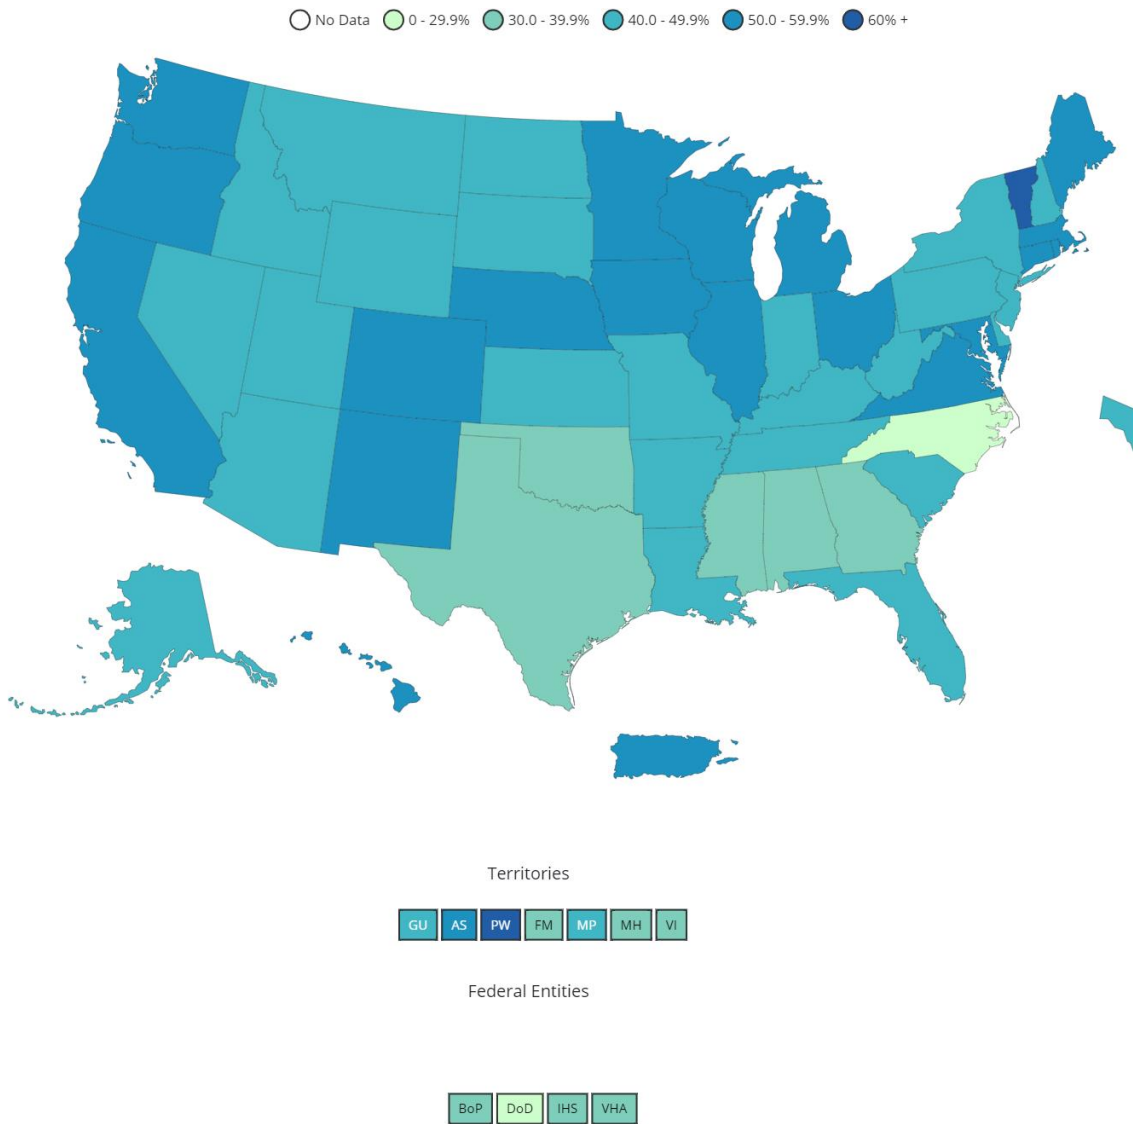 No Data 0 - 29.9% 30.0 - 39.9% 40.0 - 49.9% 50.0 - 59.9% 60% +
Territories
GU AS PW FM MP MH VI
Federal Entities
BoP DoD IHS VHA